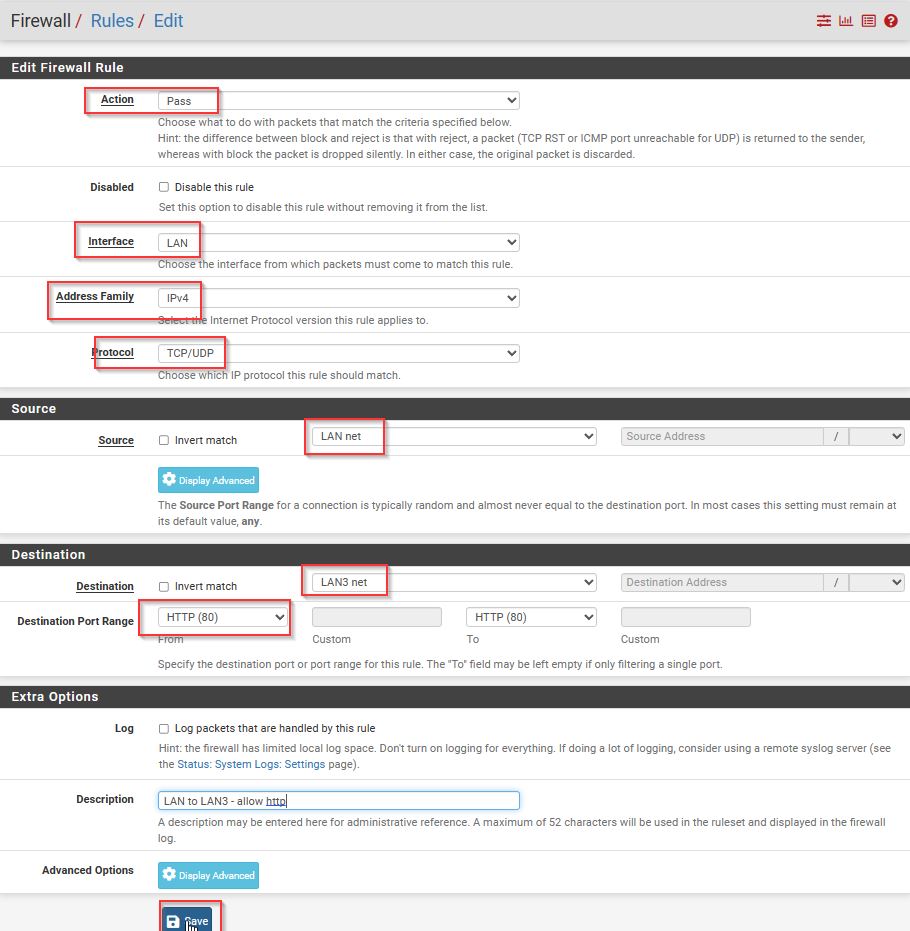 Firewall / Rules / Edit
Edit Firewall Rule
Action Pass
Choose what to do with packets that match the criteria specified below.
Hint: the difference between block and reject is that with reject, a packet (TCP RST or ICMP port unreachable for UDP) is returned to the sender,
whereas with block the packet is dropped silently. In either case, the original packet is discarded.
Disabled Disable this rule
Set this option to disable this rule without removing it from the list.
Interface LAN
Choose the interface from which packets must come to match this rule.
Address Family IPv4
Select the Internet Protocol version this rule applies to.
Protocol TCP/UDP
Choose which IP protocol this rule should match.
Source
Source Invert match LAN net Source Address /
Display Advanced
The Source Port Range for a connection is typically random and almost never equal to the destination port. In most cases this setting must remain at
its default value, any.
Destination
Destination Invert match LAN3 net Destination Address /
Destination Port Range HTTP (80) HTTP (80)
From Custom To Custom
Specify the destination port or port range for this rule. The "To" field may be left empty if only filtering a single port.
Extra Options
Log Log packets that are handled by this rule
Hint: the firewall has limited local log space. Don't turn on logging for everything. If doing a lot of logging, consider using a remote syslog server (see
the Status: System Logs: Settings page).
Description LAN to LAN3 - allow http
A description may be entered here for administrative reference. A maximum of 52 characters will be used in the ruleset and displayed in the firewall
log.
Advanced Options Display Advanced
Save